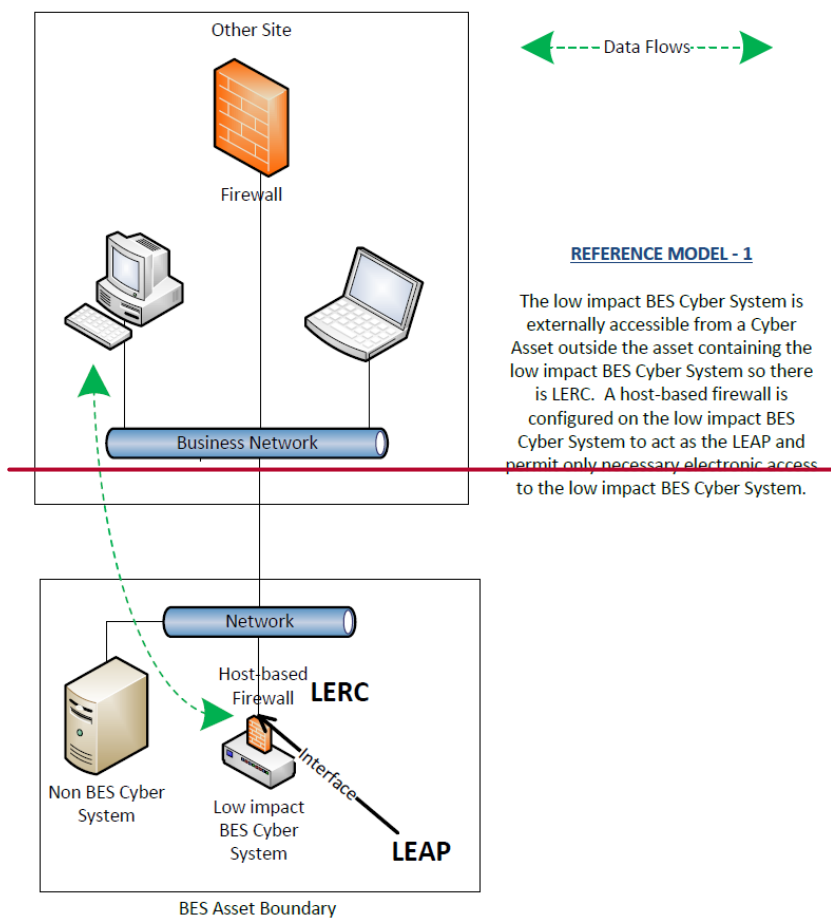 Other Site
Data Flows
Firewall
REFERENCE MODEL - 1
The low impact BES Cyber System is
externally accessible from a Cyber
Asset outside the asset containing the
low impact BES Cyber System so there
is LERC. A host-based firewall is
configured on the low impact BES
Cyber System to act as the LEAP and
permit only necessary electronic access
to the low impact BES Cyber System.
Business Network
Network
Host-based
Firewall
LERC
Interface
Non BES Cyber
System
Low impact
BES Cyber
System
LEAP
BES Asset Boundary